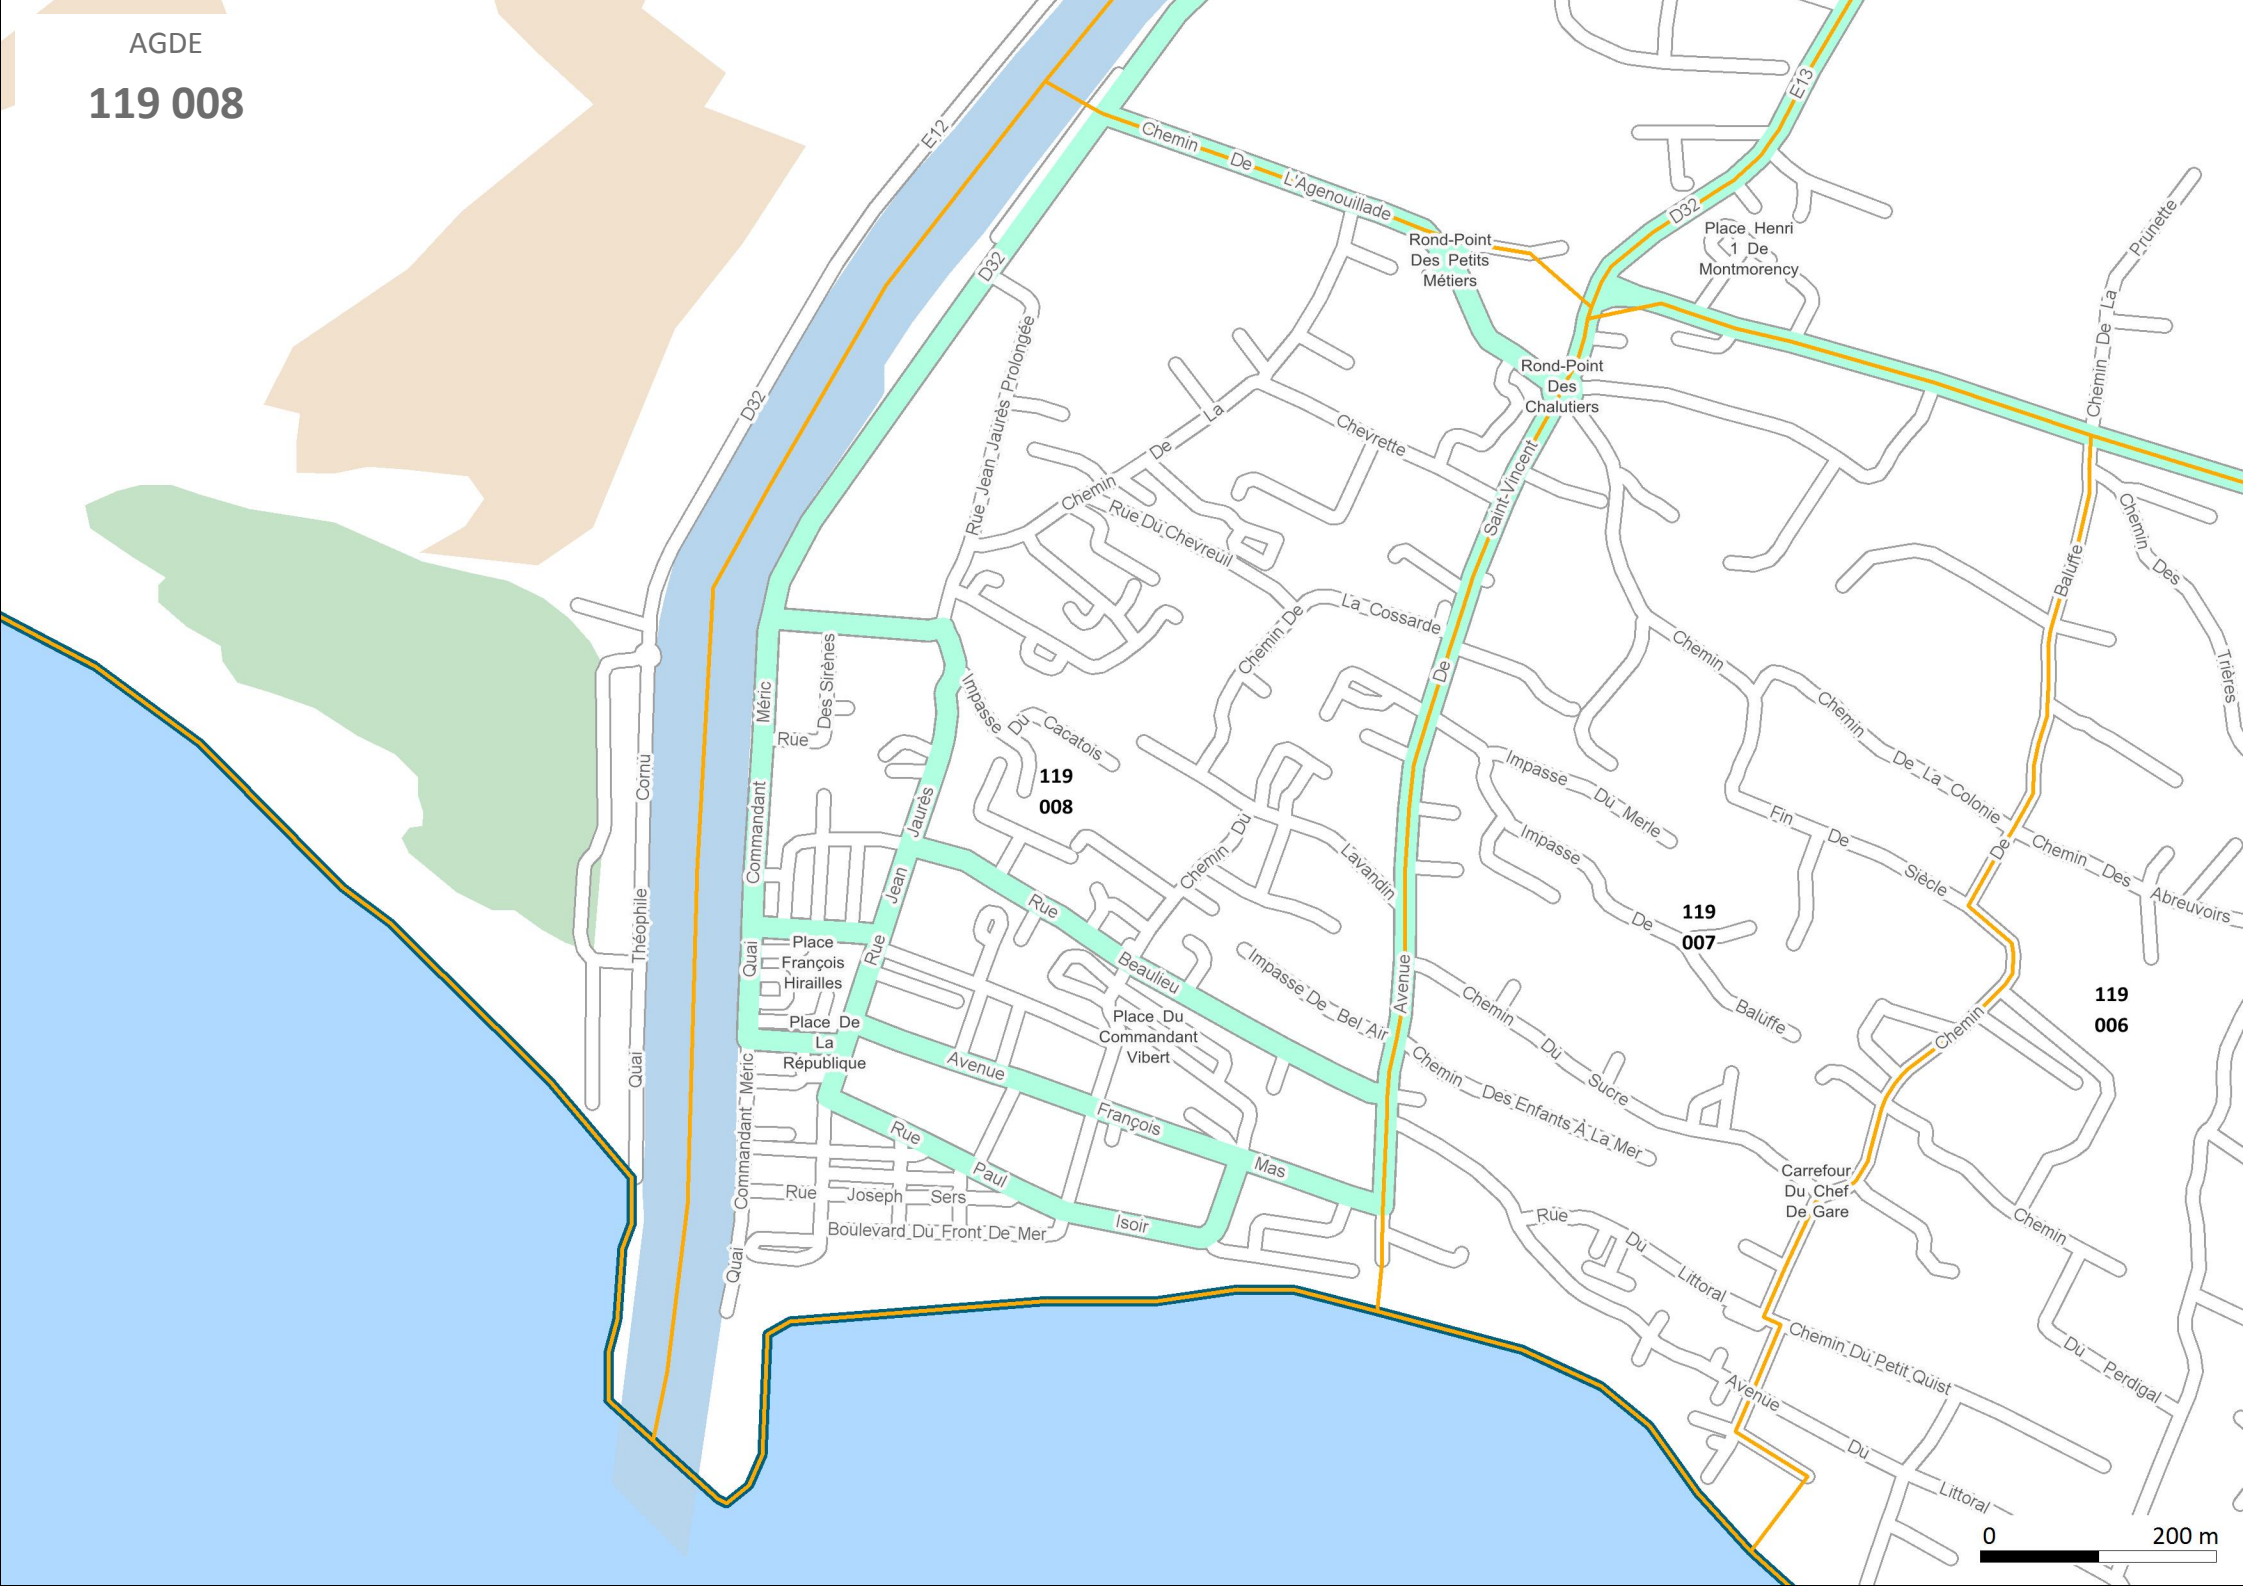 AGDE
119 008
E12
E13
Chemin De L'Agenouillade
D32
Place Henri
1 De
Montmorency
Rond-Point
Des Petits
Métiers
D32
Chemin De La Prunette
Rond-Point
Des
Chalutiers
D32
Rue Jean Jaurès Prolongée
Chemin De La Chevrette
Saint-Vincent
Rue Du Chevreuil
Chemin Des Trières
Baluffe
Chemin De La Cossarde
Chemin
Chemin De La Colonie
Méric
Rue Des Sirènes
Impasse Du Cacatois
De
Impasse Du Merle
119
008
Cornu
Commandant
Jaurès
Chemin Du Lavandin
Impasse De Baluffe
Fin De Siècle
De
Chemin Des Abreuvoirs
Jean
Rue
Beaulieu
119
007
Théophile
Quai
Place
François
Hirailles
Rue
Impasse De Bel Air
Avenue
Chemin Du Sucre
119
006
Place De
La
République
Place Du
Commandant
Vibert
Chemin
Quai
Avenue François Mas
Chemin Des Enfants À La Mer
Quai Commandant Méric
Rue Paul Isoir
Rue Joseph Sers
Boulevard Du Front De Mer
Carrefour
Du Chef
De Gare
Rue Du Littoral
Chemin Du Perdigal
Chemin Du Petit Quist
Avenue Du Littoral
0 200 m